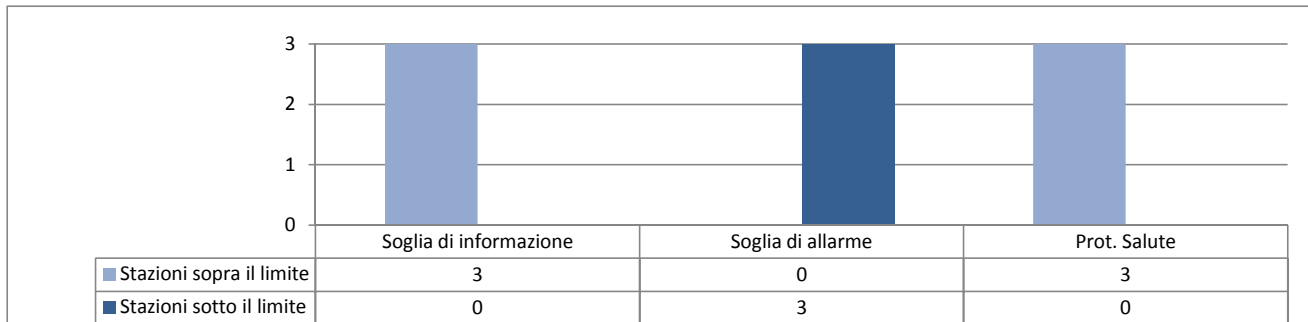 3
2
1
0
Soglia di informazione Soglia di allarme Prot. Salute
Stazioni sopra il limite 3 0 3
Stazioni sotto il limite 0 3 0